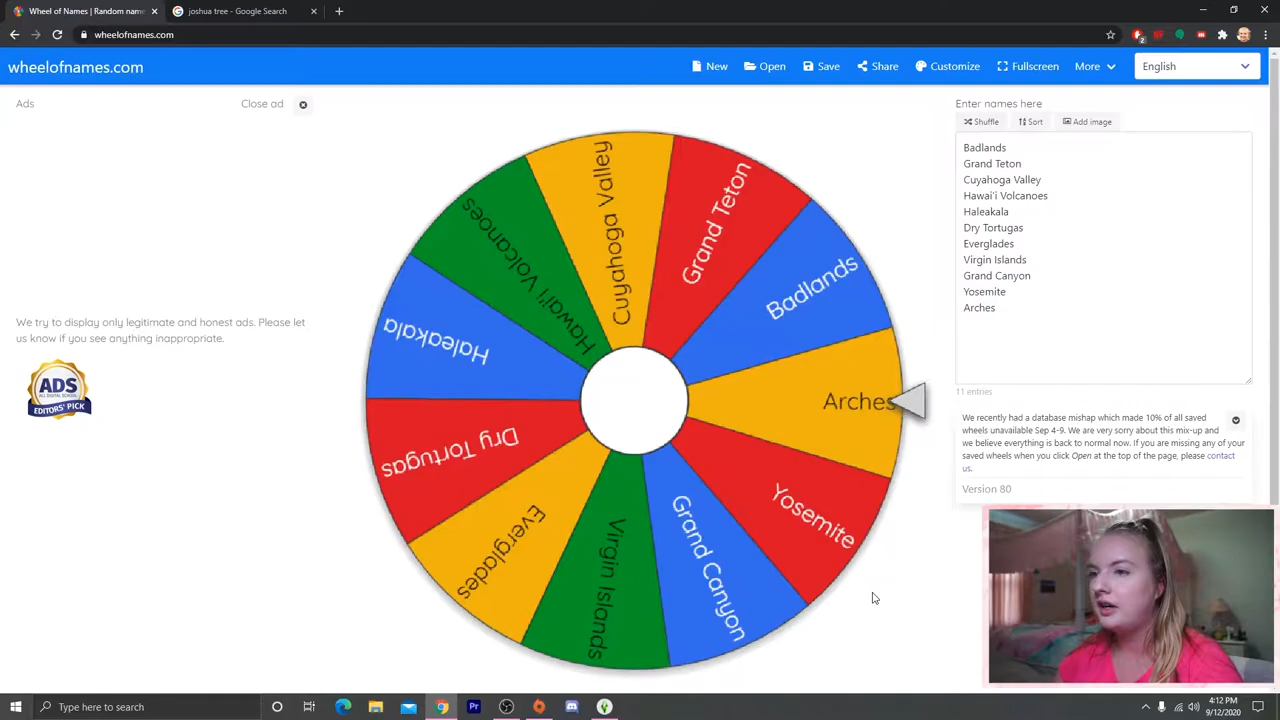 Wheel of Names | Random name
joshua tree - Google Search
wheelofnames.com
wheelofnames.com
New
Open
Save
Share
Customize
Fullscreen
More
English
Ads
Close ad
We try to display only legitimate and honest ads. Please let
us know if you see anything inappropriate.
ADS
ALL DIGITAL SCHOOL
EDITORS' PICK
Cuyahoga Valley
Grand Teton
Badlands
Arches
Yosemite
Grand Canyon
Virgin Islands
Everglades
Dry Tortugas
Haleakala
Hawai'i Volcanoes
Enter names here
Shuffle
Sort
Add image
Badlands
Grand Teton
Cuyahoga Valley
Hawai'i Volcanoes
Haleakala
Dry Tortugas
Everglades
Virgin Islands
Grand Canyon
Yosemite
Arches
11 entries
We recently had a database mishap which made 10% of all saved
wheels unavailable Sep 4-9. We are very sorry about this mix-up and
we believe everything is back to normal now. If you are missing any of your
saved wheels when you click Open at the top of the page, please contact
us.
Version 80
Type here to search
Pr
4:12 PM
9/12/2020